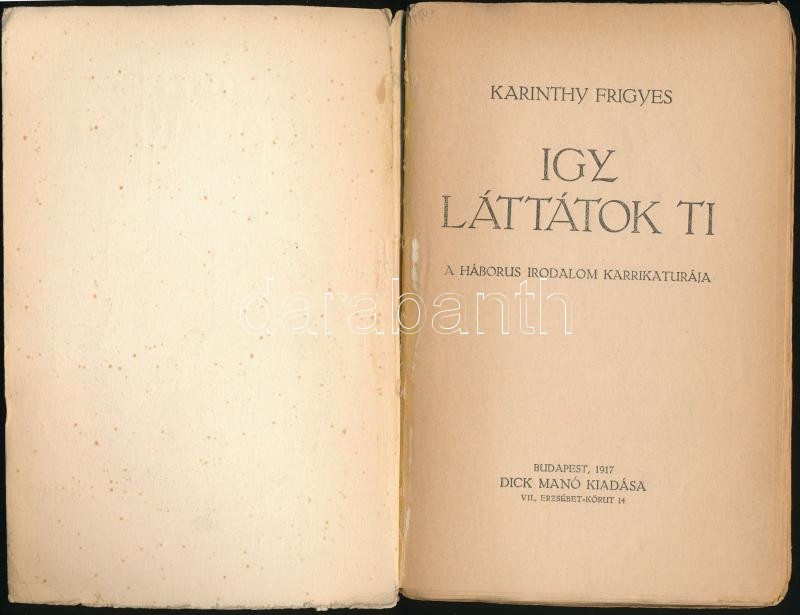 KARINTHY FRIGYES
IGY
LÁTTÁTOK TI
A HÁBORUS IRODALOM KARRIKATURÁJA
darabanth
BUDAPEST, 1917
DICK MANÓ KIADÁSA
VII., ERZSÉBET-KÖRUT 14